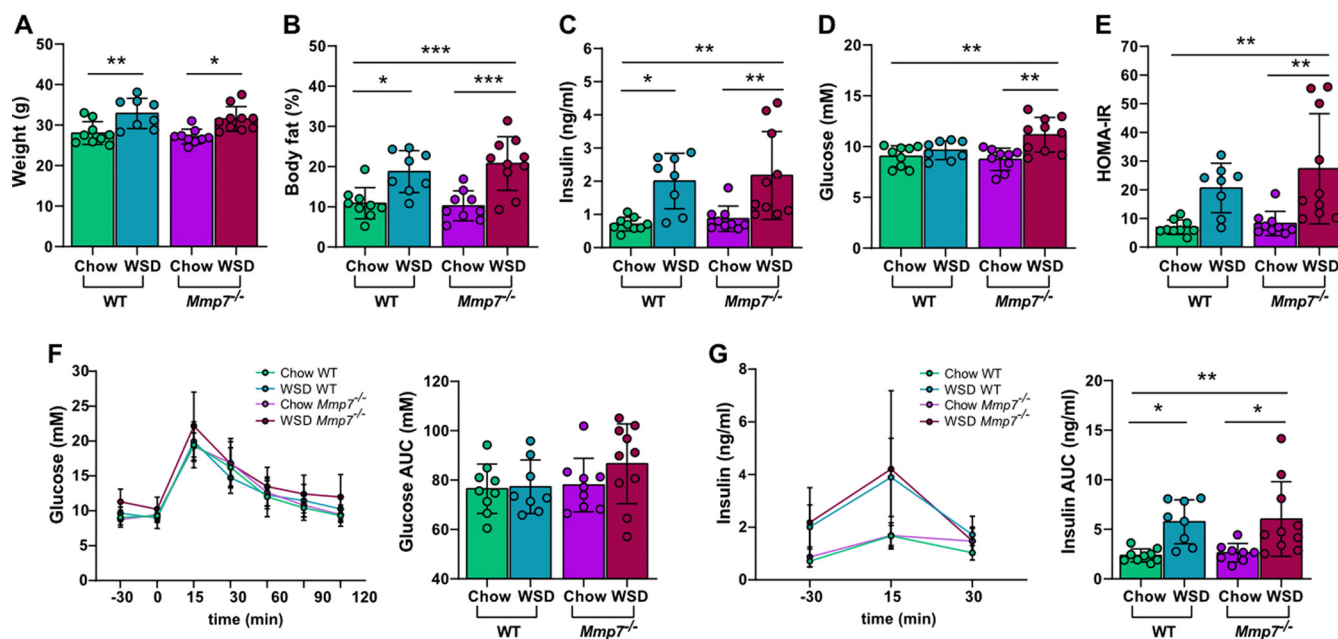 A
Weight (g)
50
40
30
20
10
0
**
*
Chow WSD Chow WSD
WT Mmp7-/-
B
Body fat (%)
50
40
30
20
10
0
***
*
***
Chow WSD Chow WSD
WT Mmp7-/-
C
Insulin (ng/ml)
6
5
4
3
2
1
0
**
*
**
Chow WSD Chow WSD
WT Mmp7-/-
D
Glucose (mM)
20
15
10
5
0
**
**
Chow WSD Chow WSD
WT Mmp7-/-
E
HOMA-IR
70
60
50
40
30
20
10
0
**
**
Chow WSD Chow WSD
WT Mmp7-/-
F
Glucose (mM)
30
25
20
15
10
5
0
Chow WT
WSD WT
Chow Mmp7-/-
WSD Mmp7-/-
-30 0 15 30 60 90 120
time (min)
Glucose AUC (mM)
120
100
80
60
40
Chow WSD Chow WSD
WT Mmp7-/-
G
Insulin (ng/ml)
8
6
4
2
0
Chow WT
WSD WT
Chow Mmp7-/-
WSD Mmp7-/-
-30 15 30
time (min)
Insulin AUC (ng/ml)
20
15
10
5
0
**
*
*
Chow WSD Chow WSD
WT Mmp7-/-